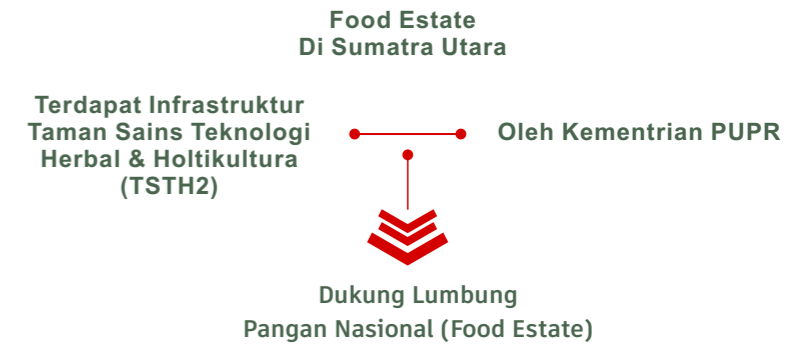 Food Estate
Di Sumatra Utara
Terdapat Infrastruktur
Taman Sains Teknologi
Herbal & Holtikultura
(TSTH2)
Oleh Kementrian PUPR
Dukung Lumbung
Pangan Nasional (Food Estate)